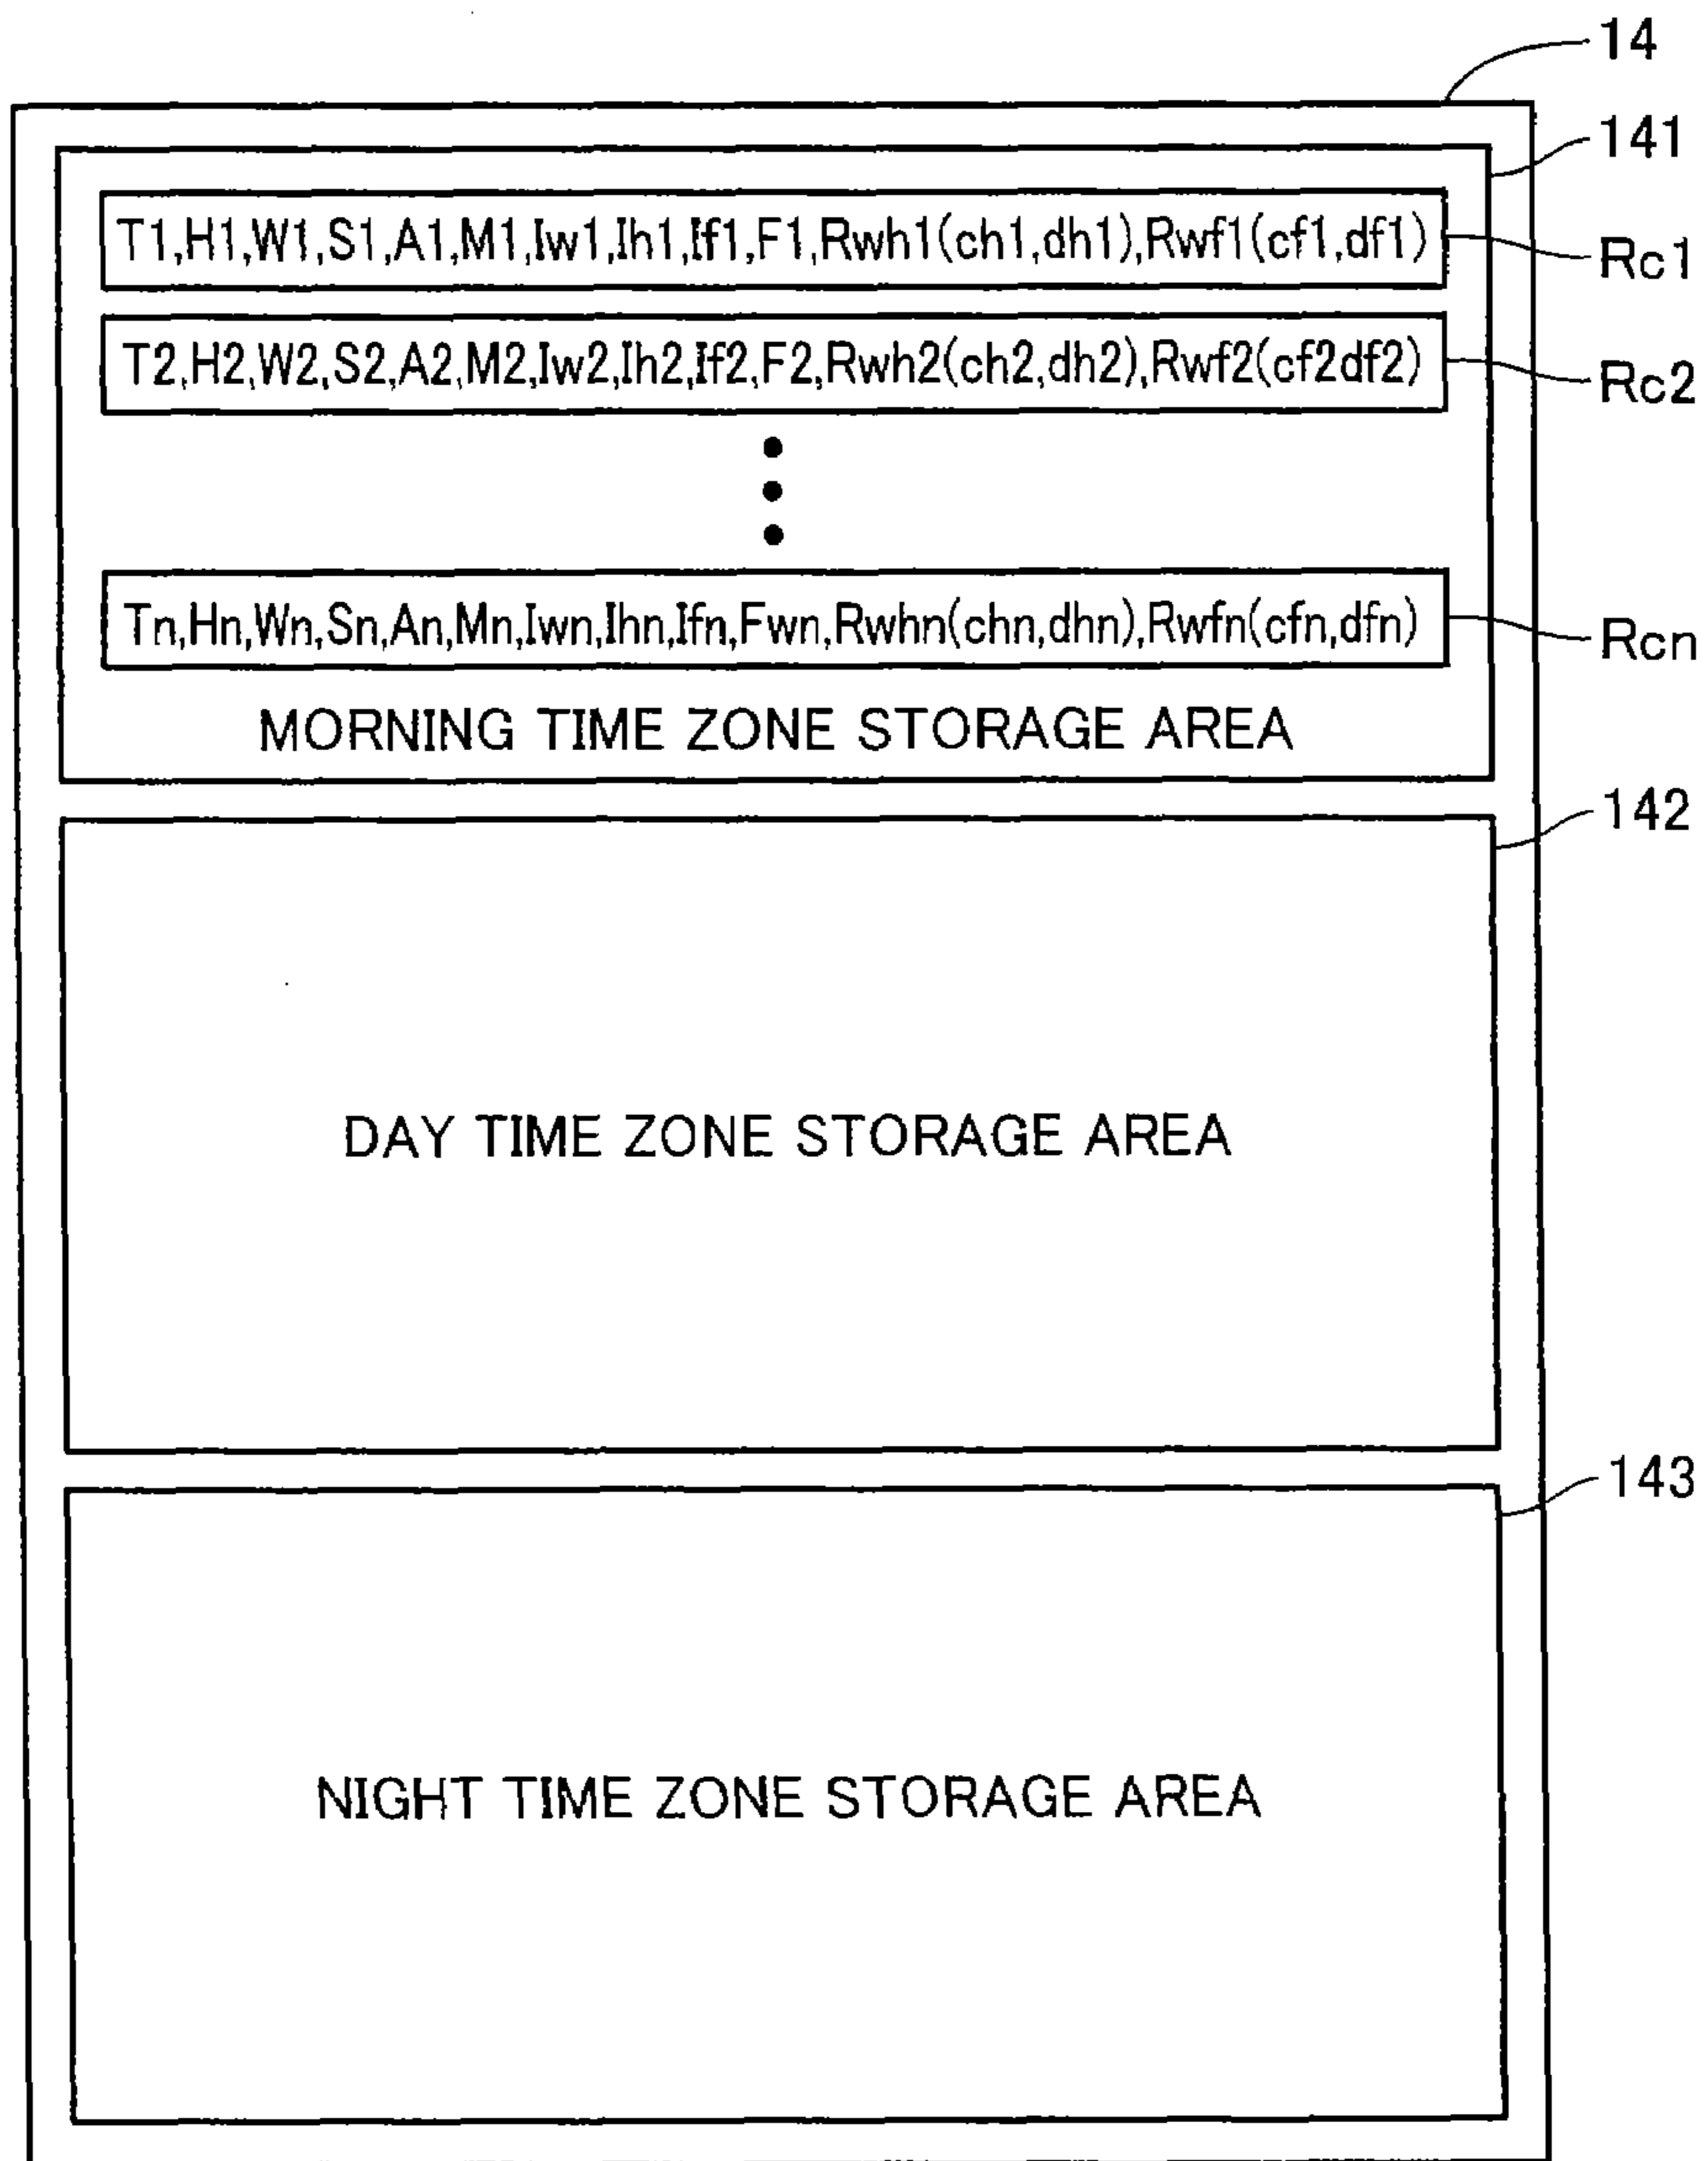 14
141
T1,H1,W1,S1,A1,M1,Iw1,Ih1,If1,F1,Rwh1(ch1,dh1),Rwf1(cf1,df1)
Rc1
T2,H2,W2,S2,A2,M2,Iw2,Ih2,If2,F2,Rwh2(ch2,dh2),Rwf2(cf2df2)
Rc2
Tn,Hn,Wn,Sn,An,Mn,Iwn,Ihn,Ifn,Fwn,Rwhn(chn,dhn),Rwfn(cfn,dfn)
Rcn
MORNING TIME ZONE STORAGE AREA
142
DAY TIME ZONE STORAGE AREA
143
NIGHT TIME ZONE STORAGE AREA